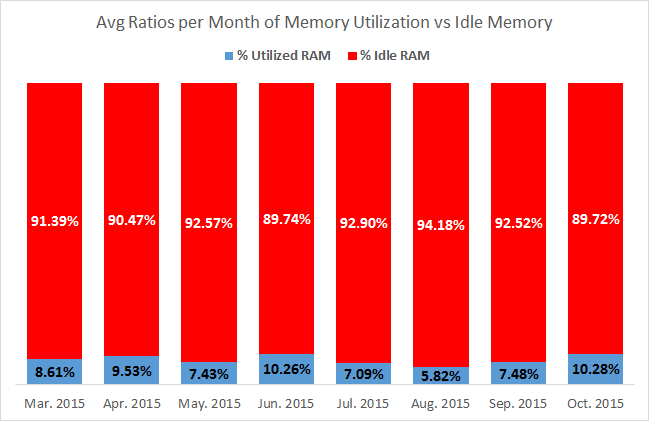 Avg Ratios per Month of Memory Utilization vs Idle Memory
% Utilized RAM % Idle RAM
91.39% 90.47% 92.57% 89.74% 92.90% 94.18% 92.52% 89.72%
8.61% 9.53% 7.43% 10.26% 7.09% 5.82% 7.48% 10.28%
Mar. 2015 Apr. 2015 May. 2015 Jun. 2015 Jul. 2015 Aug. 2015 Sep. 2015 Oct. 2015